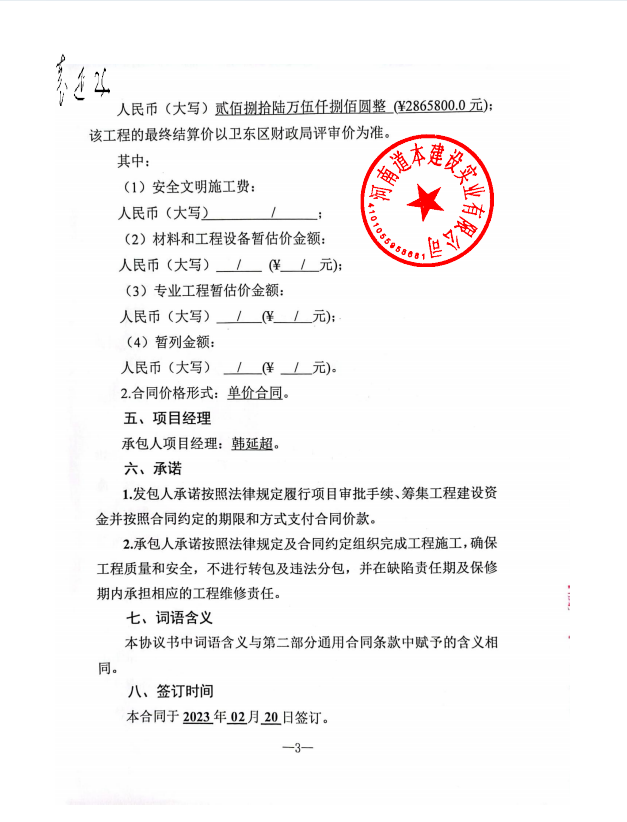 人民币（大写）贰佰捌拾陆万伍仟捌佰圆整 (¥2865800.0 元);
该工程的最终结算价以卫东区财政局评审价为准。
其中:
（1）安全文明施工费:
人民币（大写） / ;
（2）材料和工程设备暂估价金额:
人民币（大写） / (¥ / 元);
（3）专业工程暂估价金额:
人民币（大写） / (¥ / 元);
（4）暂列金额:
人民币（大写） / (¥ / 元)。
2.合同价格形式: 单价合同。
五、项目经理
承包人项目经理: 韩延超。
六、承诺
1.发包人承诺按照法律规定履行项目审批手续、筹集工程建设资
金并按照合同约定的期限和方式支付合同价款。
2.承包人承诺按照法律规定及合同约定组织完成工程施工,确保
工程质量和安全，不进行转包及违法分包，并在缺陷责任期及保修
期内承担相应的工程维修责任。
七、词语含义
本协议书中词语含义与第二部分通用合同条款中赋予的含义相
同。
八、签订时间
本合同于 2023 年 02 月 20 日签订。
—3—
河南道本建设实业有限公司
4101055958681